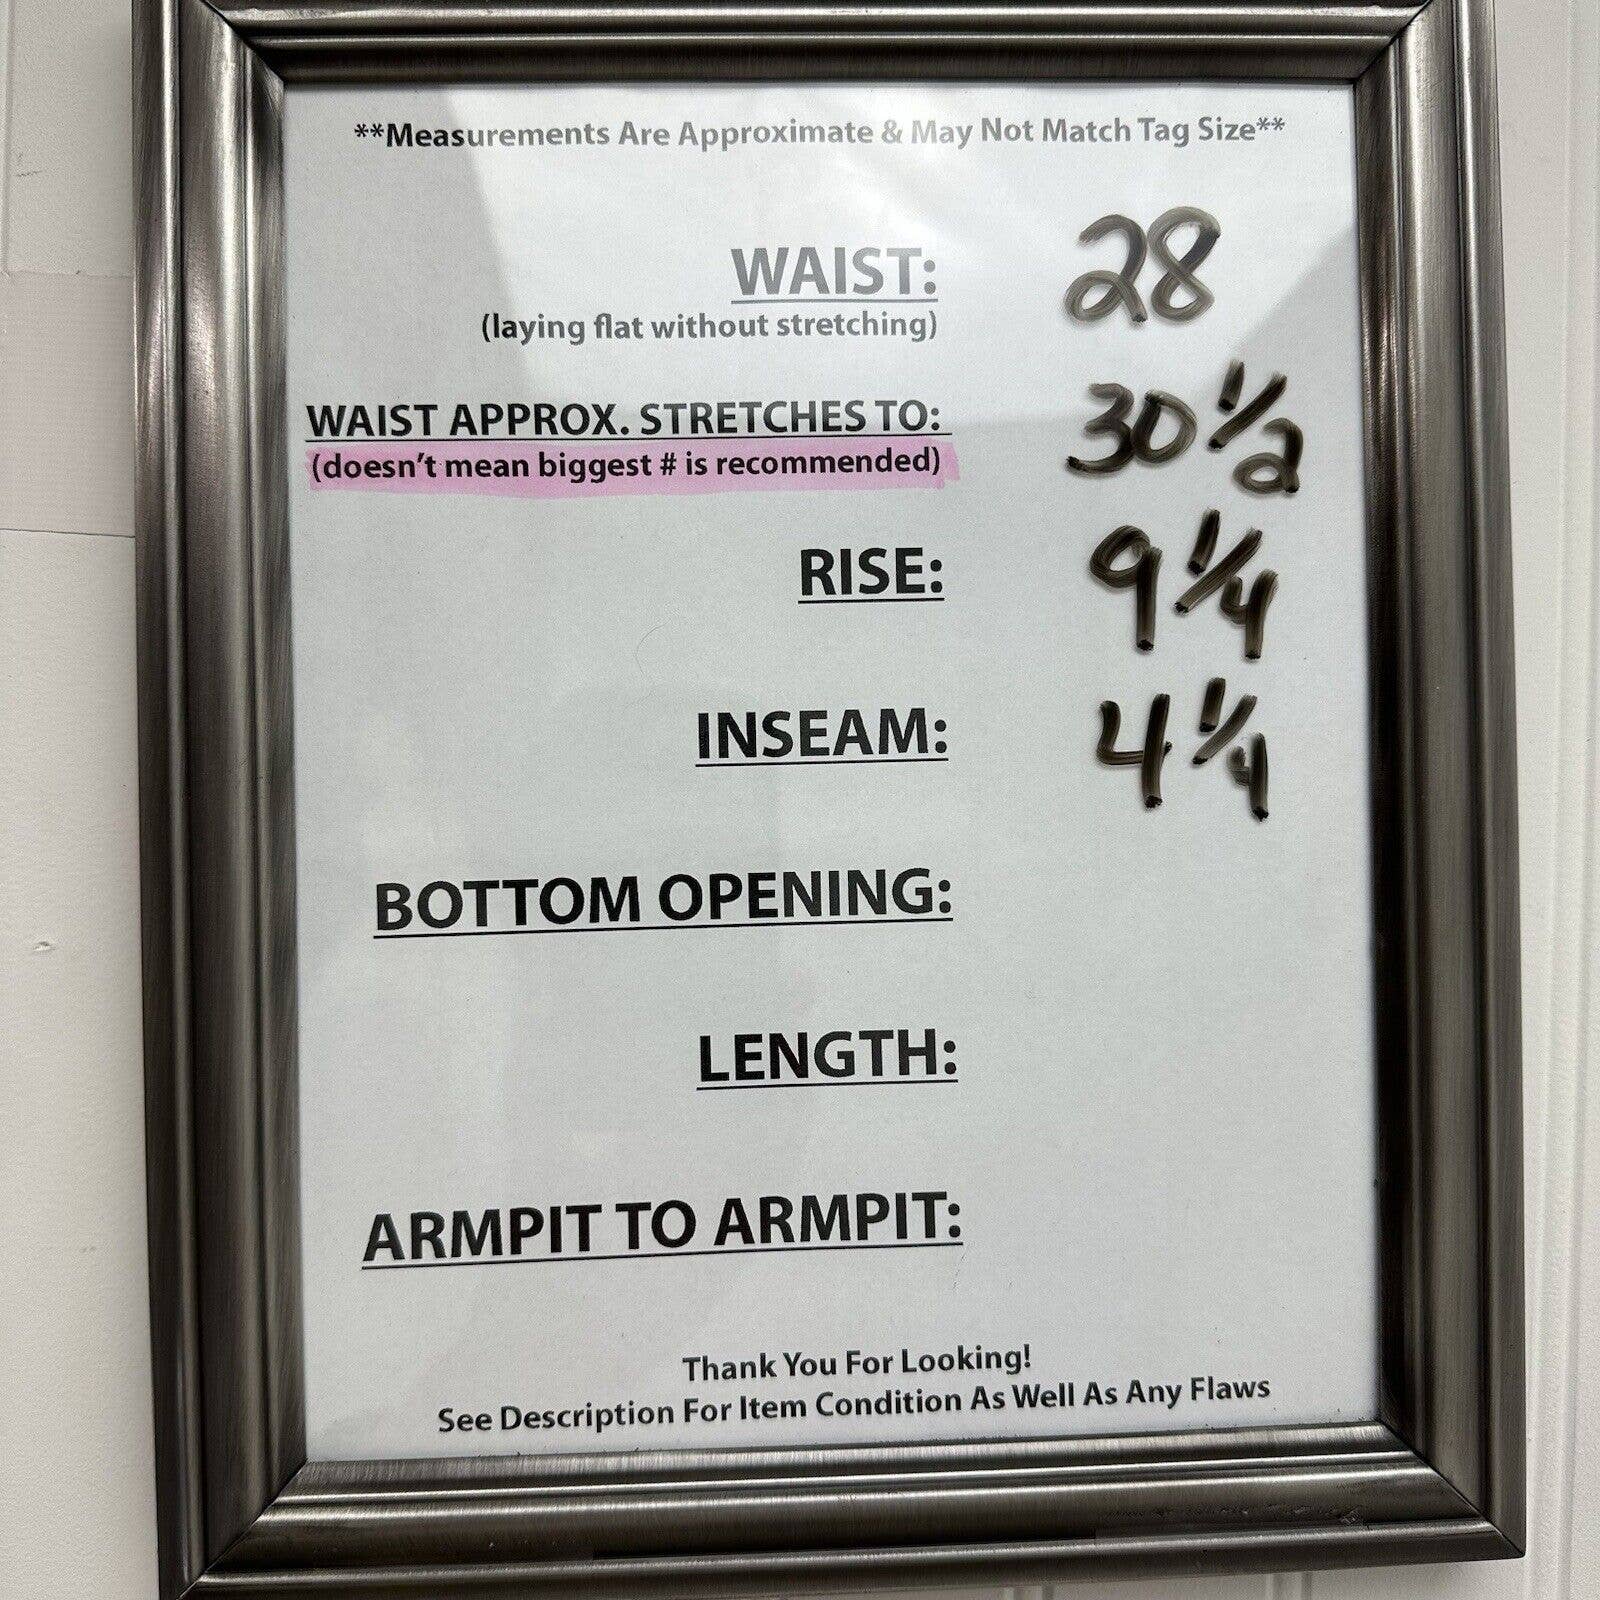 **Measurements Are Approximate & May Not Match Tag Size**
WAIST: 28
(laying flat without stretching)
WAIST APPROX. STRETCHES TO: 30 1/2
(doesn't mean biggest # is recommended)
RISE: 9 1/4
INSEAM: 4 1/4
BOTTOM OPENING:
LENGTH:
ARMPIT TO ARMPIT:
Thank You For Looking!
See Description For Item Condition As Well As Any Flaws